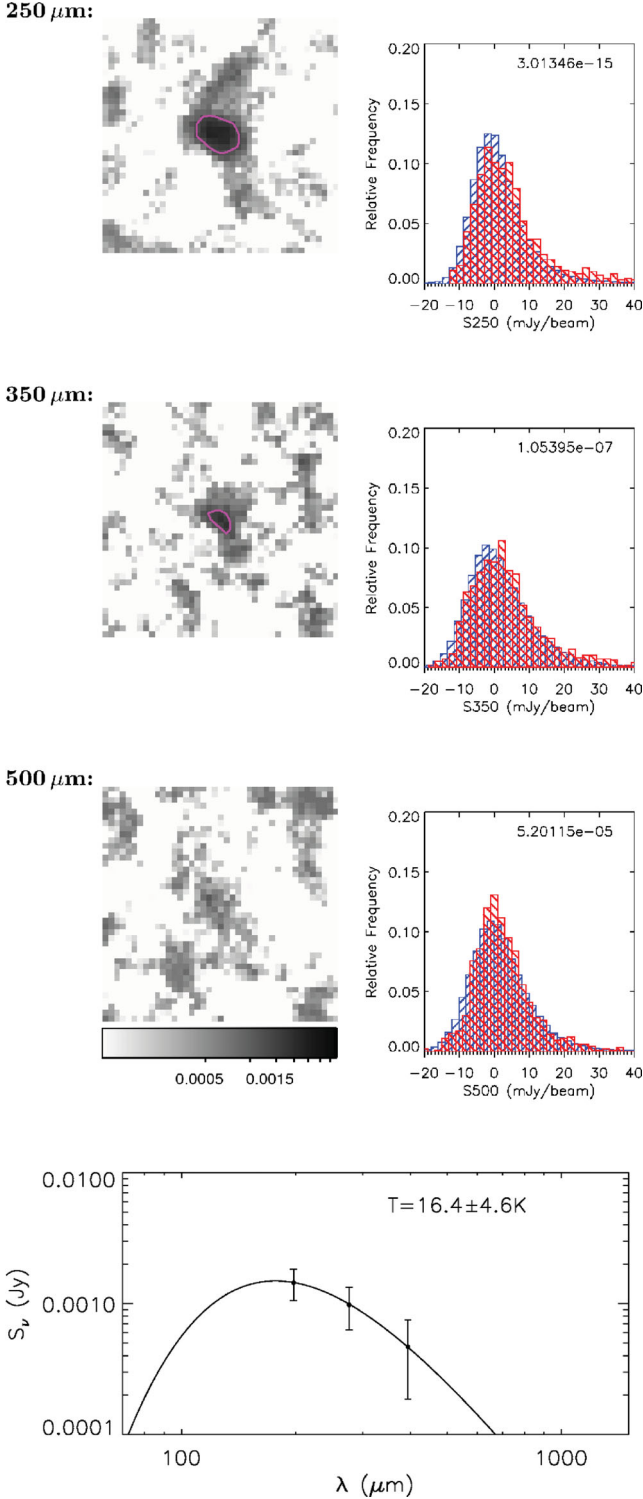 250 μm:
0.20
0.15
0.10
0.05
0.00
Relative Frequency
3.01346e−15
−20 −10 0 10 20 30 40
S250 (mJy/beam)
350 μm:
0.20
0.15
0.10
0.05
0.00
Relative Frequency
1.05395e−07
−20 −10 0 10 20 30 40
S350 (mJy/beam)
500 μm:
0.20
0.15
0.10
0.05
0.00
Relative Frequency
5.20115e−05
−20 −10 0 10 20 30 40
S500 (mJy/beam)
0.0005 0.0015
0.0100
0.0010
0.0001
Sν (Jy)
T=16.4±4.6K
100 1000
λ (μm)